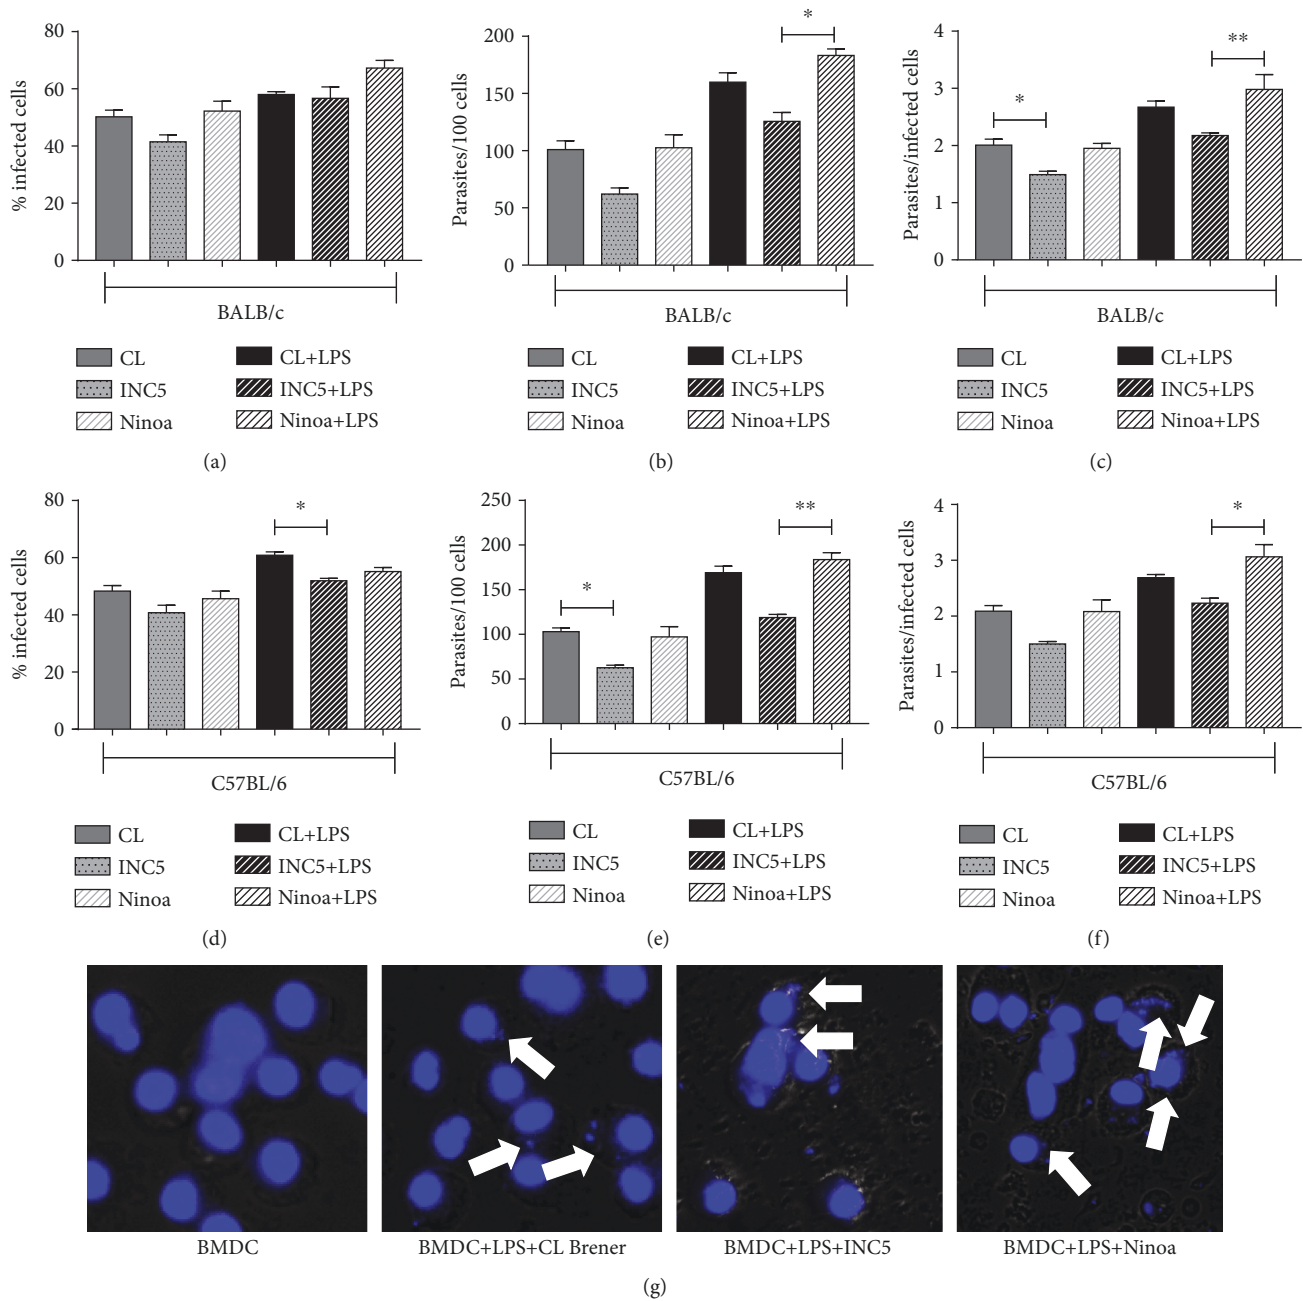 % infected cells
80
60
40
20
0
BALB/c
CL
INC5
Ninoa
CL+LPS
INC5+LPS
Ninoa+LPS
(a)
Parasites/100 cells
200
150
100
50
0
*
BALB/c
CL
INC5
Ninoa
CL+LPS
INC5+LPS
Ninoa+LPS
(b)
Parasites/infected cells
4
3
2
1
0
*
**
BALB/c
CL
INC5
Ninoa
CL+LPS
INC5+LPS
Ninoa+LPS
(c)
% infected cells
80
60
40
20
0
*
C57BL/6
CL
INC5
Ninoa
CL+LPS
INC5+LPS
Ninoa+LPS
(d)
Parasites/100 cells
250
200
150
100
50
0
*
**
C57BL/6
CL
INC5
Ninoa
CL+LPS
INC5+LPS
Ninoa+LPS
(e)
Parasites/infected cells
4
3
2
1
0
*
C57BL/6
CL
INC5
Ninoa
CL+LPS
INC5+LPS
Ninoa+LPS
(f)
BMDC
BMDC+LPS+CL Brener
BMDC+LPS+INC5
BMDC+LPS+Ninoa
(g)